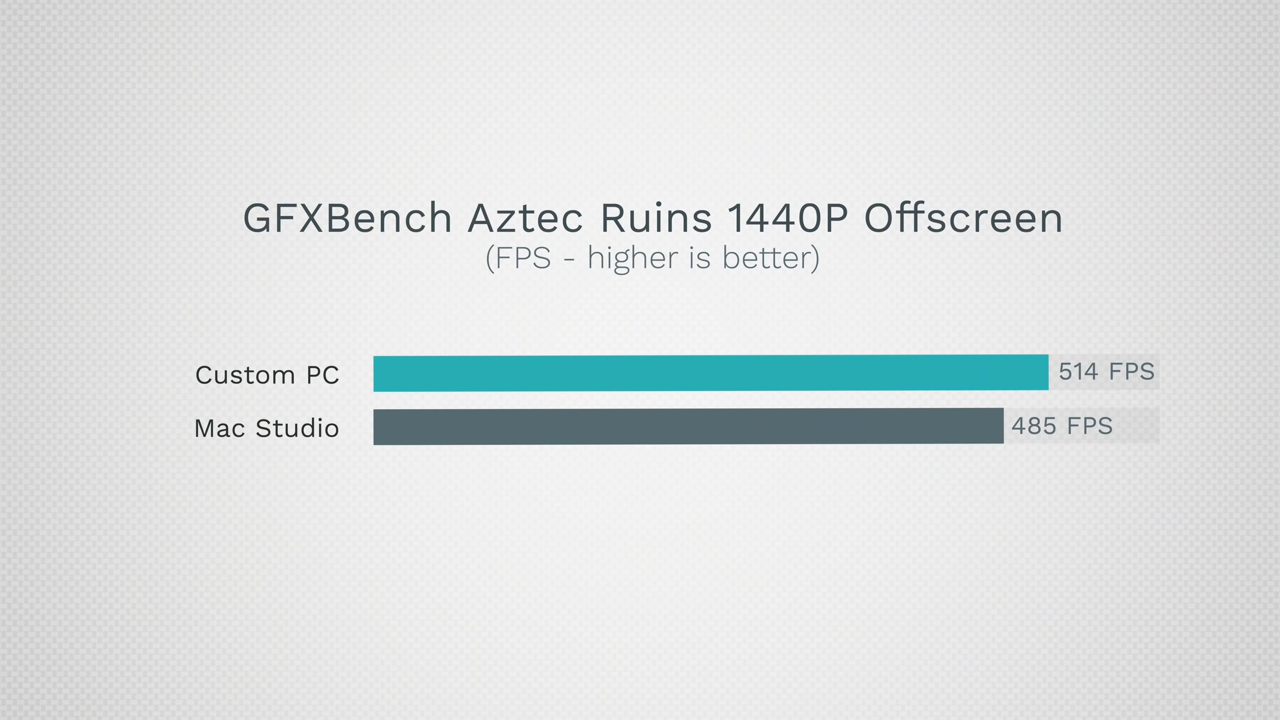 GFXBench Aztec Ruins 1440P Offscreen
(FPS - higher is better)
Custom PC 514 FPS
Mac Studio 485 FPS